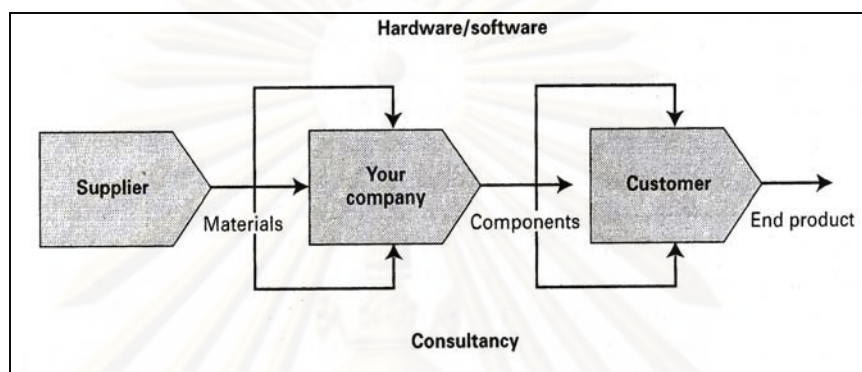 Hardware/software
Supplier
Your
company
Customer
Materials
Components
End product
Consultancy